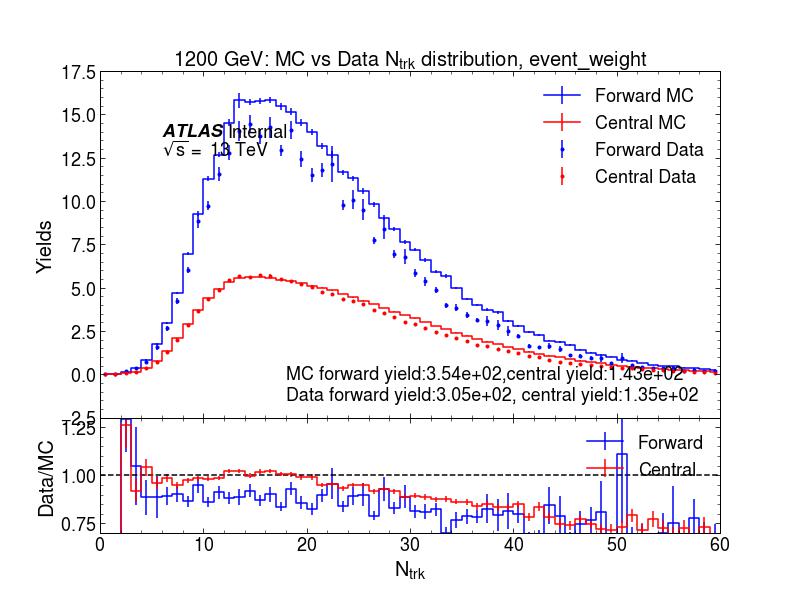 1200 GeV: MC vs Data N_trk distribution, event_weight
17.5
15.0
12.5
10.0
7.5
5.0
2.5
0.0
2.5
Yields
ATLAS Internal
√s = 13 TeV
Forward MC
Central MC
Forward Data
Central Data
MC forward yield:3.54e+02,central yield:1.43e+02
Data forward yield:3.05e+02, central yield:1.35e+02
1.25
1.00
0.75
Data/MC
Forward
Central
0 10 20 30 40 50 60
N_trk